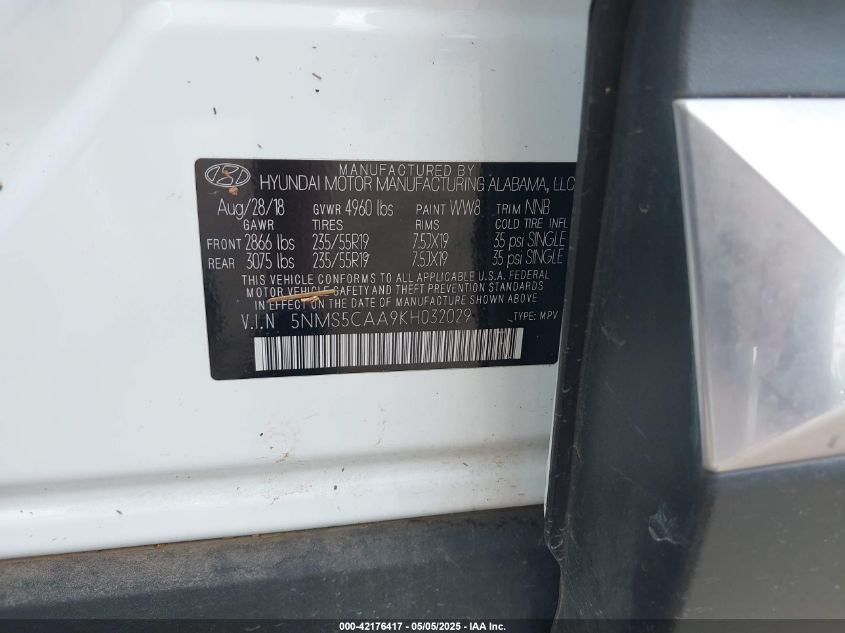 MANUFACTURED BY
HYUNDAI MOTOR MANUFACTURING ALABAMA, LLC
Aug/28/18 GVWR 4960 lbs PAINT WW8 TRIM NNB
GAWR TIRES RIMS COLD TIRE INFL
FRONT 2866 lbs 235/55R19 7.5JX19 35 psi SINGLE
REAR 3075 lbs 235/55R19 7.5JX19 35 psi SINGLE
THIS VEHICLE CONFORMS TO ALL APPLICABLE U.S.A. FEDERAL
MOTOR VEHICLE SAFETY AND THEFT PREVENTION STANDARDS
IN EFFECT ON THE DATE OF MANUFACTURE SHOWN ABOVE.
V.I.N 5NMS5CAA9KH032029 TYPE: MPV
000-42176417 - 05/05/2025 - IAA Inc.